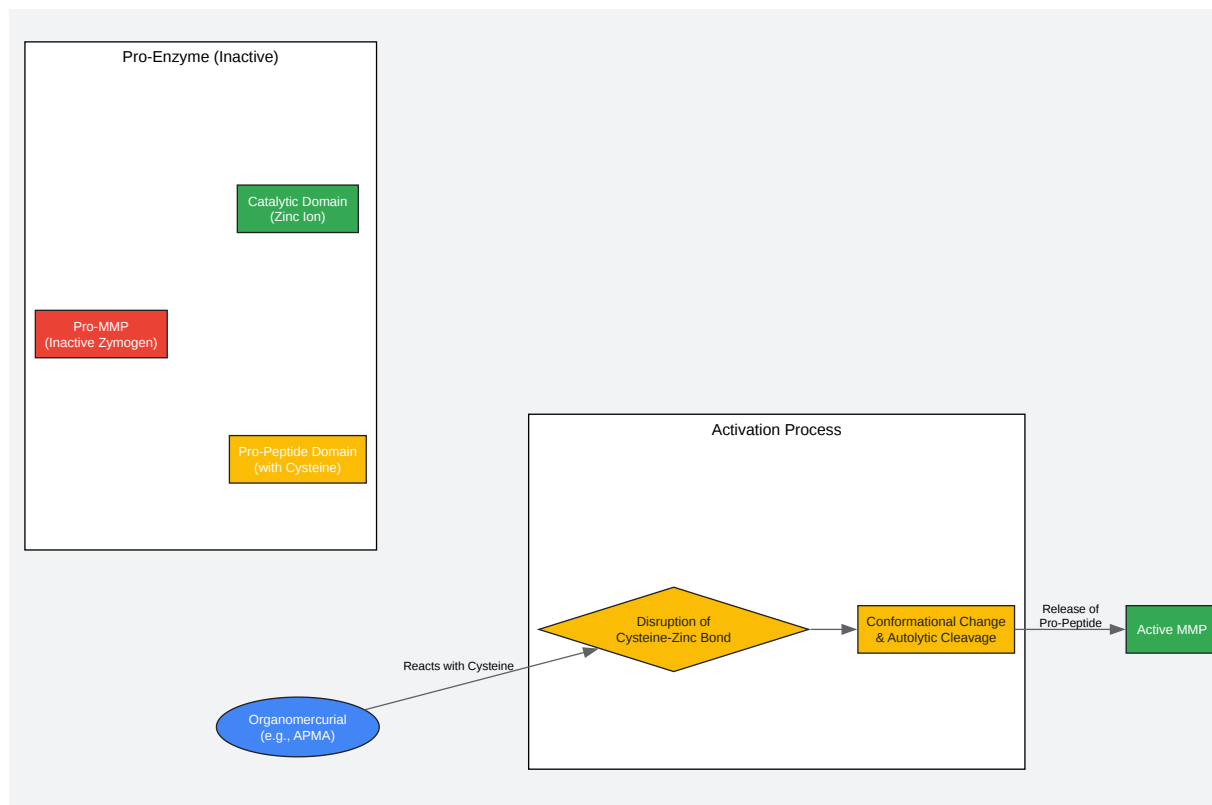 Pro-Enzyme (Inactive)
Catalytic Domain
(Zinc Ion)
Pro-MMP
(Inactive Zymogen)
Pro-Peptide Domain
(with Cysteine)
Activation Process
Disruption of
Cysteine-Zinc Bond
Conformational Change
& Autolytic Cleavage
Release of
Pro-Peptide
Active MMP
Reacts with Cysteine
Organomercurial
(e.g., APMA)